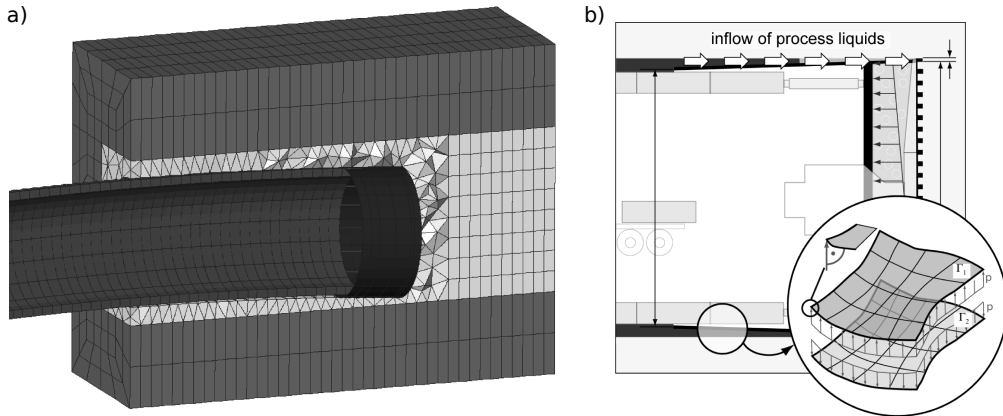 a)
b)
inflow of process liquids
Γ₁
p
Γ₂
p